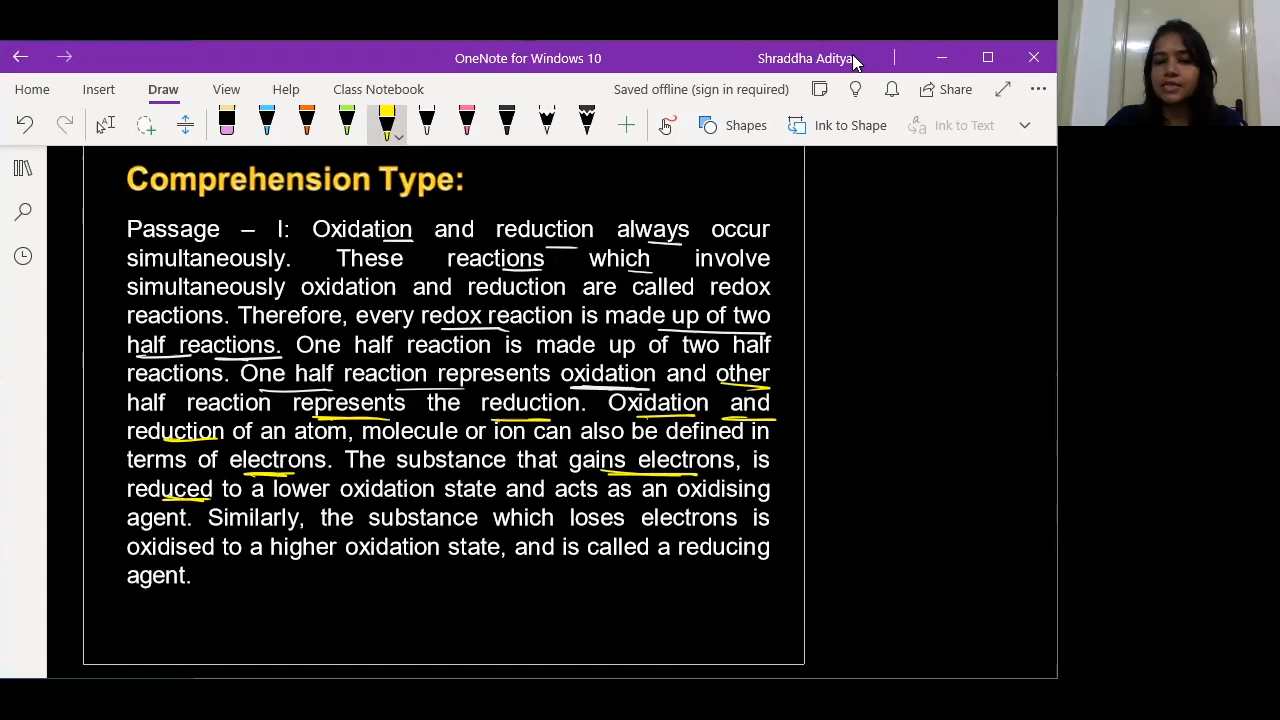 OneNote for Windows 10
Shraddha Aditya
Home Insert Draw View Help Class Notebook
Saved offline (sign in required)
Share
Shapes
Ink to Shape
Ink to Text
Comprehension Type:
Passage – I: Oxidation and reduction always occur
simultaneously. These reactions which involve
simultaneously oxidation and reduction are called redox
reactions. Therefore, every redox reaction is made up of two
half reactions. One half reaction is made up of two half
reactions. One half reaction represents oxidation and other
half reaction represents the reduction. Oxidation and
reduction of an atom, molecule or ion can also be defined in
terms of electrons. The substance that gains electrons, is
reduced to a lower oxidation state and acts as an oxidising
agent. Similarly, the substance which loses electrons is
oxidised to a higher oxidation state, and is called a reducing
agent.